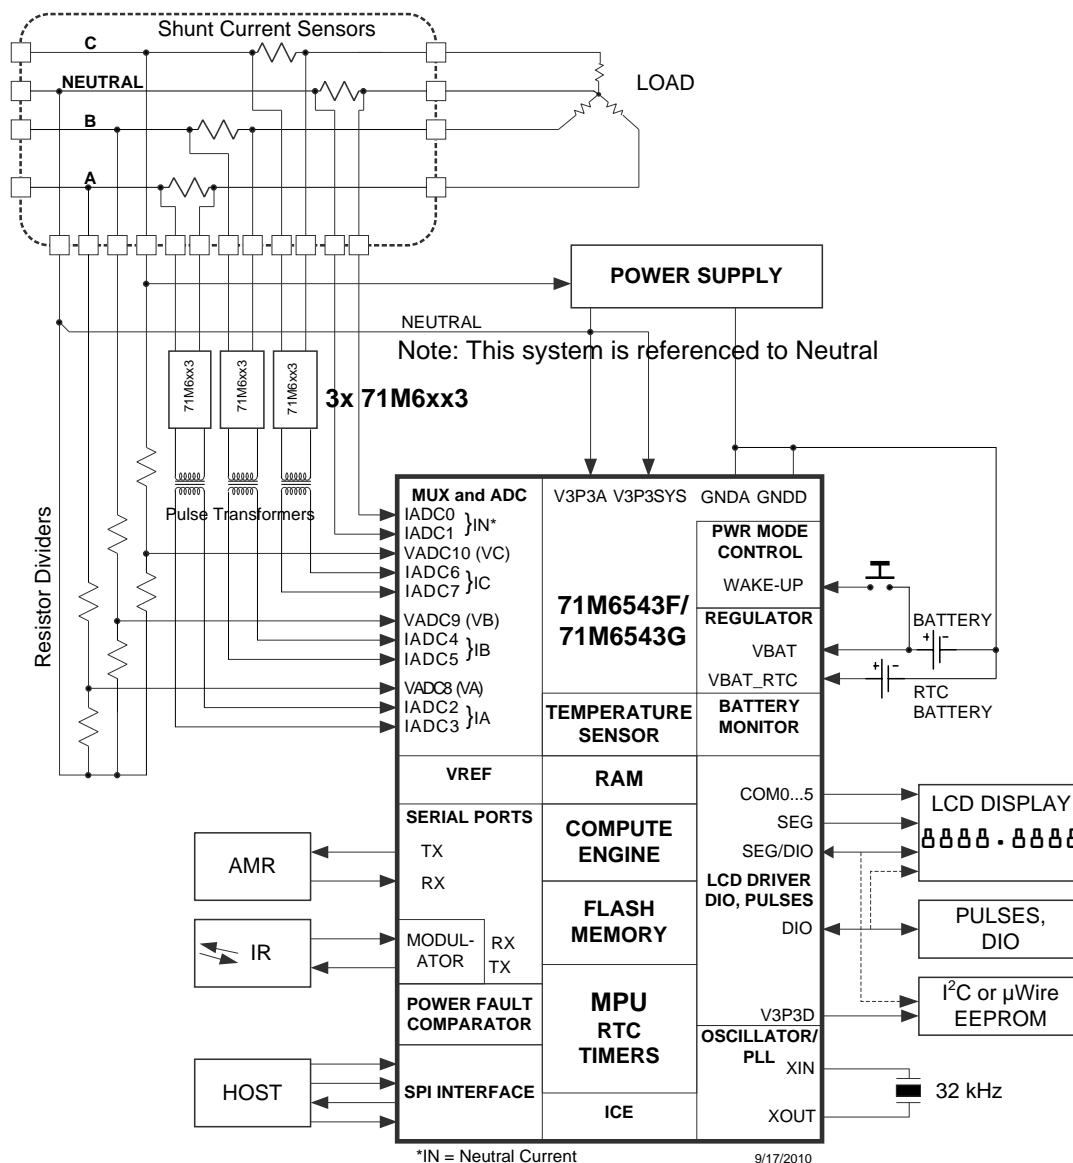 Shunt Current Sensors
C
NEUTRAL
B
A
LOAD
POWER SUPPLY
NEUTRAL
Note: This system is referenced to Neutral
71M6xx3
71M6xx3
71M6xx3
3x 71M6xx3
Pulse Transformers
Resistor Dividers
MUX and ADC
IADC0
IADC1
}IN*
VADC10 (VC)
IADC6
IADC7
}IC
VADC9 (VB)
IADC4
IADC5
}IB
VADC8 (VA)
IADC2
IADC3
}IA
V3P3A
V3P3SYS
GNDA
GNDD
PWR MODE
CONTROL
WAKE-UP
71M6543F/
71M6543G
REGULATOR
VBAT
VBAT_RTC
BATTERY
+
-
+
-
RTC
BATTERY
TEMPERATURE
SENSOR
BATTERY
MONITOR
VREF
RAM
SERIAL PORTS
TX
RX
COMPUTE
ENGINE
COM0...5
SEG
SEG/DIO
LCD DRIVER
DIO, PULSES
DIO
LCD DISPLAY
8888.8888
AMR
IR
MODUL-
ATOR
RX
TX
FLASH
MEMORY
PULSES,
DIO
POWER FAULT
COMPARATOR
MPU
RTC
TIMERS
V3P3D
I²C or µWire
EEPROM
OSCILLATOR/
PLL
XIN
XOUT
32 kHz
HOST
SPI INTERFACE
ICE
*IN = Neutral Current
9/17/2010